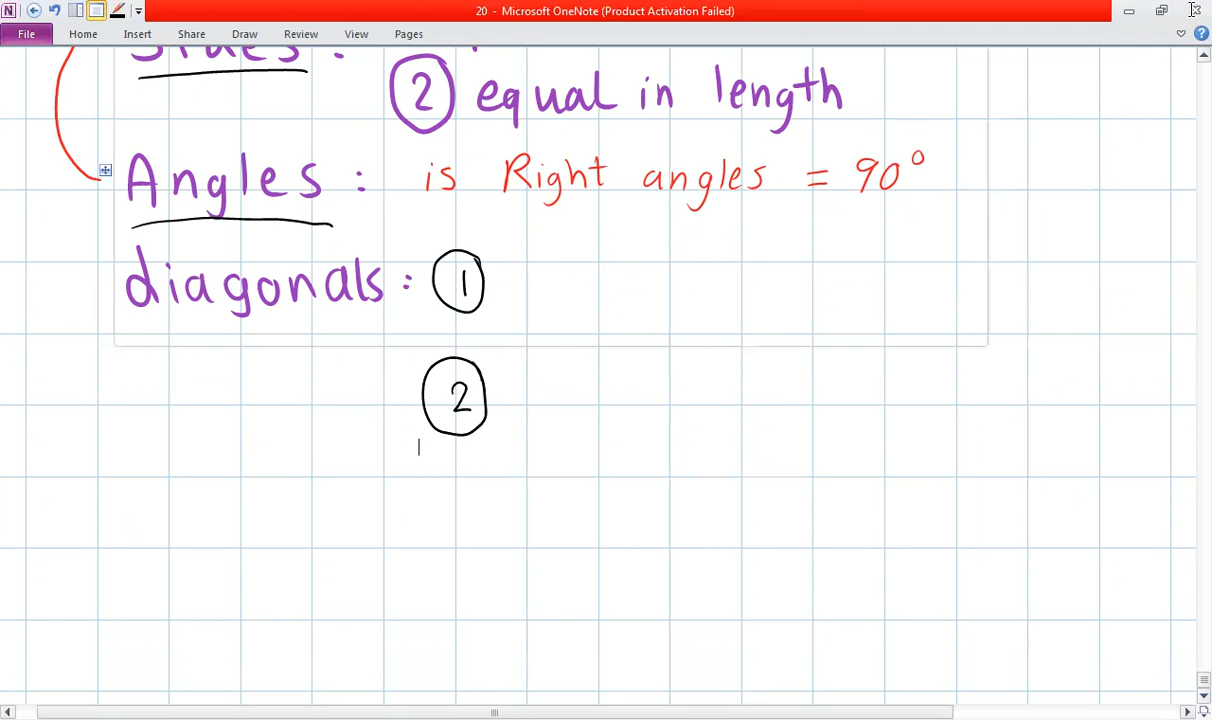 20 - Microsoft OneNote (Product Activation Failed)
File Home Insert Share Draw Review View Pages
Sides :
② equal in length
Angles : is Right angles = 90°
diagonals : ①
②